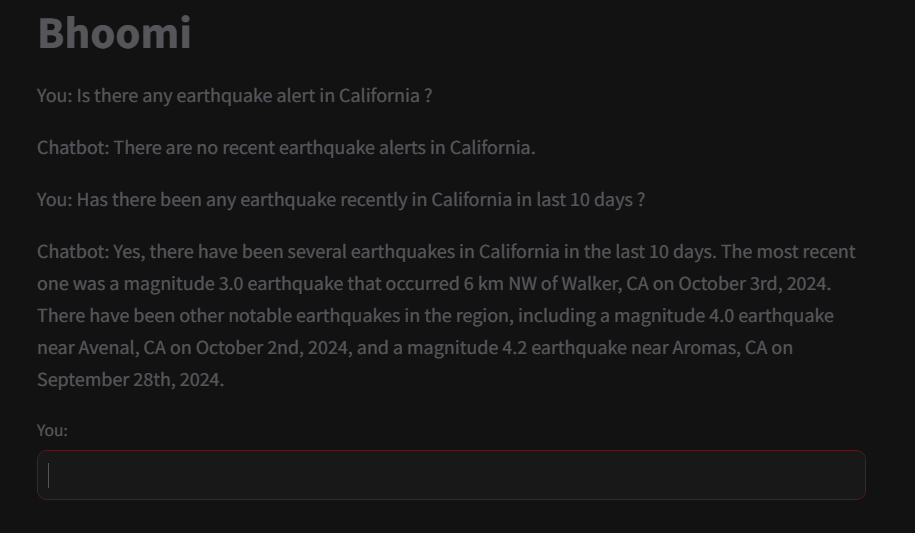 Bhoomi
You: Is there any earthquake alert in California ?
Chatbot: There are no recent earthquake alerts in California.
You: Has there been any earthquake recently in California in last 10 days ?
Chatbot: Yes, there have been several earthquakes in California in the last 10 days. The most recent
one was a magnitude 3.0 earthquake that occurred 6 km NW of Walker, CA on October 3rd, 2024.
There have been other notable earthquakes in the region, including a magnitude 4.0 earthquake
near Avenal, CA on October 2nd, 2024, and a magnitude 4.2 earthquake near Aromas, CA on
September 28th, 2024.
You: